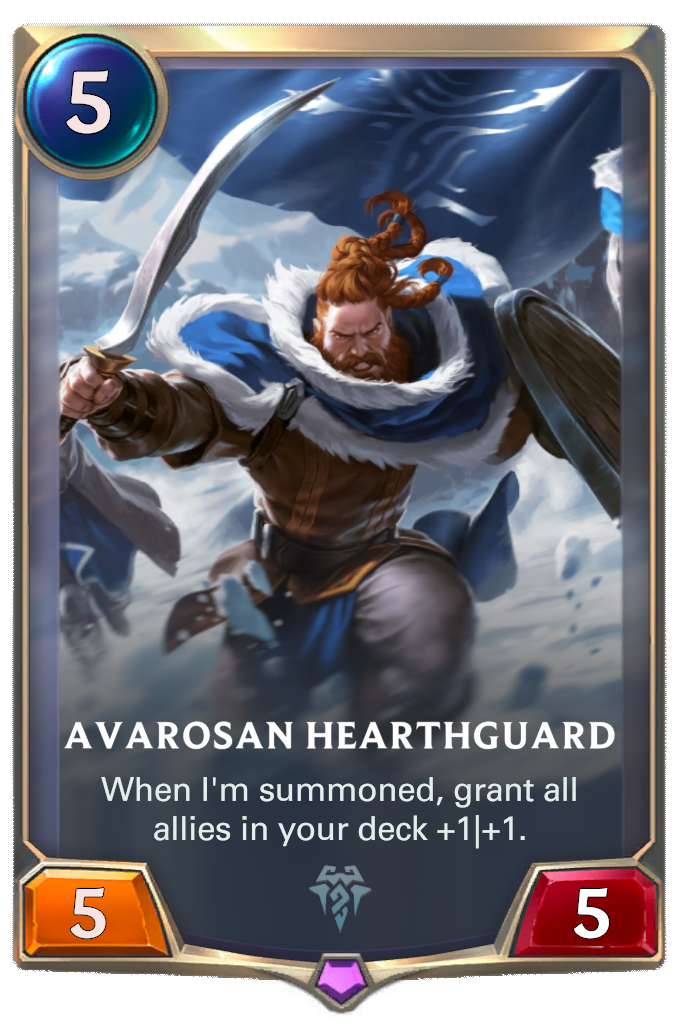 5
AVAROSAN HEARTHGUARD
When I'm summoned, grant all
allies in your deck +1|+1.
5
5